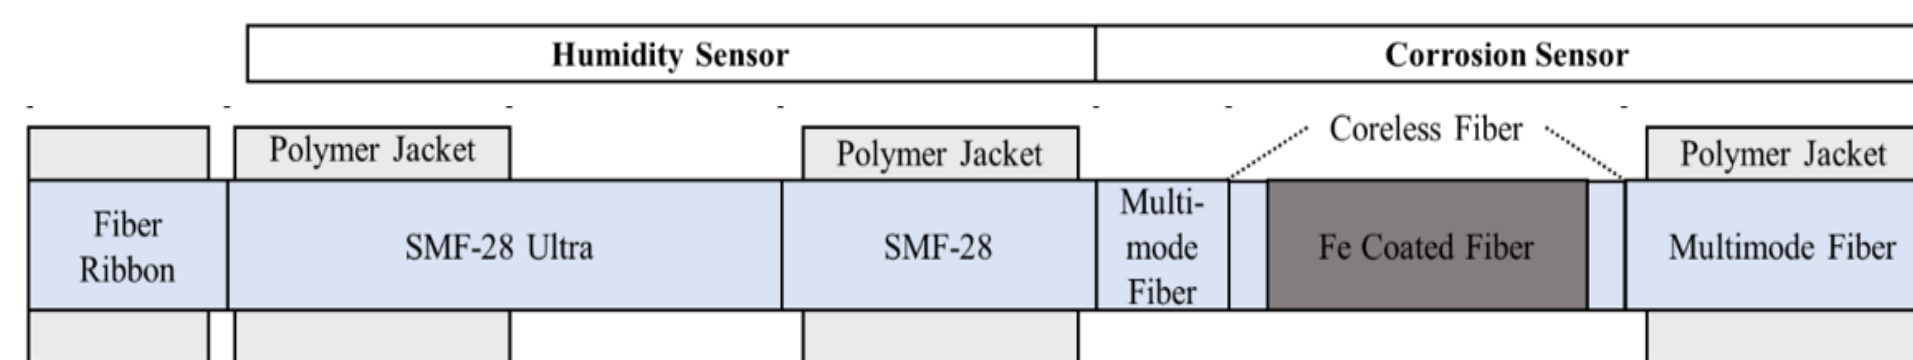 Humidity Sensor
Corrosion Sensor
Coreless Fiber
Polymer Jacket
Polymer Jacket
Polymer Jacket
Fiber
Ribbon
SMF-28 Ultra
SMF-28
Multi-
mode
Fiber
Fe Coated Fiber
Multimode Fiber